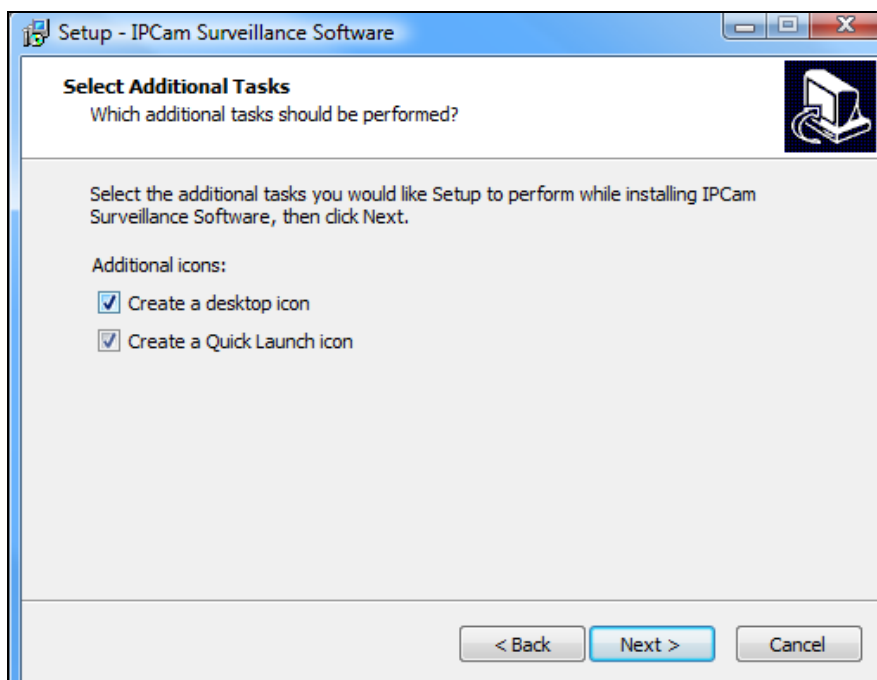 Setup - IPCam Surveillance Software
Select Additional Tasks
Which additional tasks should be performed?
Select the additional tasks you would like Setup to perform while installing IPCam
Surveillance Software, then click Next.
Additional icons:
Create a desktop icon
Create a Quick Launch icon
< Back Next > Cancel